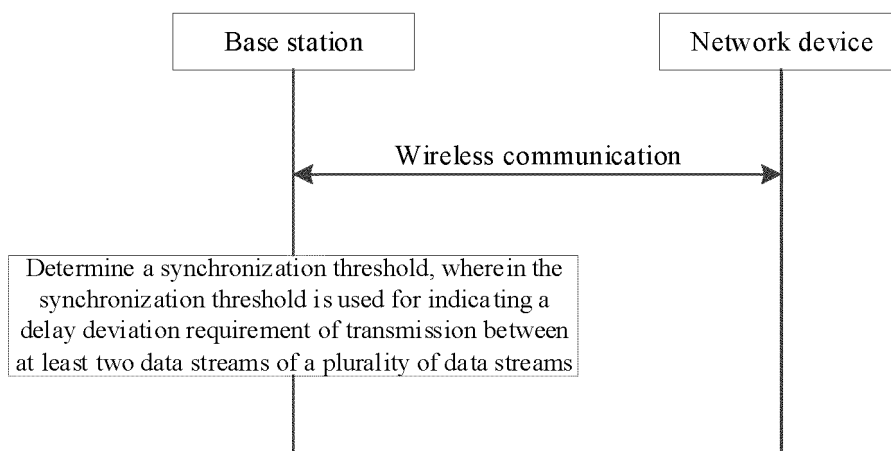 Base station
Network device
Wireless communication
Determine a synchronization threshold, wherein the
synchronization threshold is used for indicating a
delay deviation requirement of transmission between
at least two data streams of a plurality of data streams